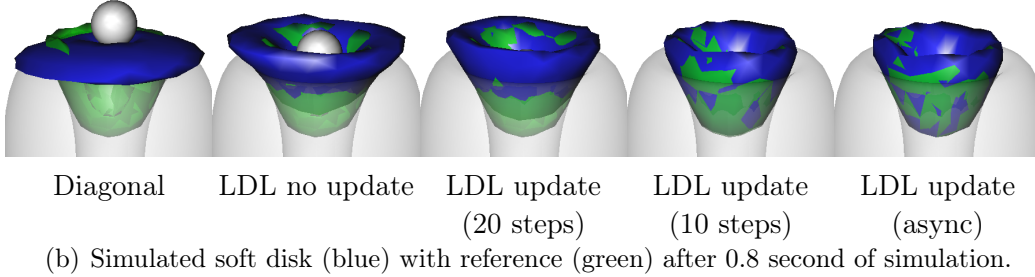 Diagonal LDL no update LDL update LDL update LDL update
(20 steps) (10 steps) (async)
(b) Simulated soft disk (blue) with reference (green) after 0.8 second of simulation.